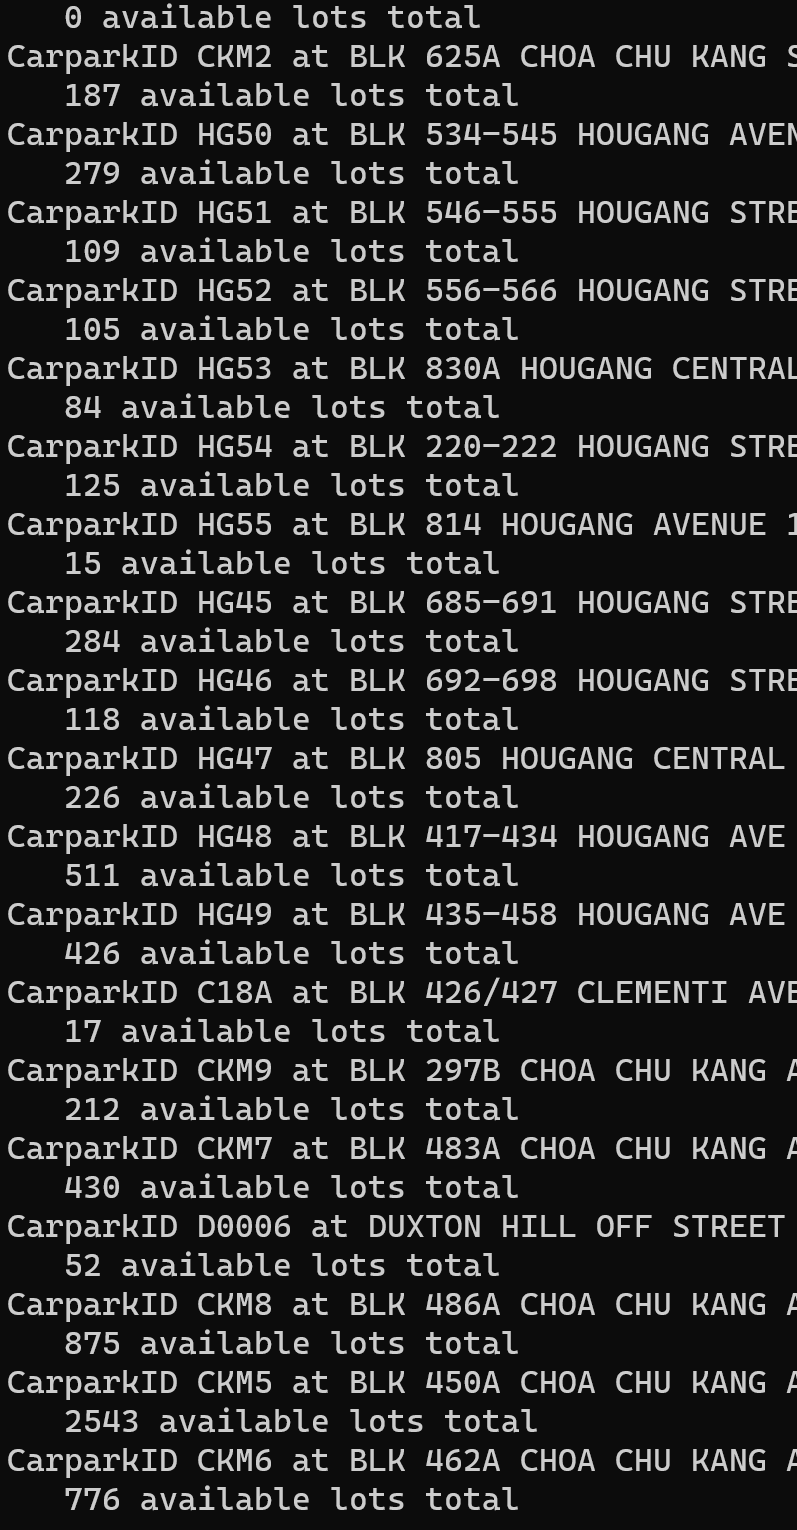 0 available lots total
CarparkID CKM2 at BLK 625A CHOA CHU KANG
187 available lots total
CarparkID HG50 at BLK 534-545 HOUGANG AVEN
279 available lots total
CarparkID HG51 at BLK 546-555 HOUGANG STRE
109 available lots total
CarparkID HG52 at BLK 556-566 HOUGANG STRE
105 available lots total
CarparkID HG53 at BLK 830A HOUGANG CENTRAL
84 available lots total
CarparkID HG54 at BLK 220-222 HOUGANG STRE
125 available lots total
CarparkID HG55 at BLK 814 HOUGANG AVENUE 1
15 available lots total
CarparkID HG45 at BLK 685-691 HOUGANG STRE
284 available lots total
CarparkID HG46 at BLK 692-698 HOUGANG STRE
118 available lots total
CarparkID HG47 at BLK 805 HOUGANG CENTRAL
226 available lots total
CarparkID HG48 at BLK 417-434 HOUGANG AVE
511 available lots total
CarparkID HG49 at BLK 435-458 HOUGANG AVE
426 available lots total
CarparkID C18A at BLK 426/427 CLEMENTI AVE
17 available lots total
CarparkID CKM9 at BLK 297B CHOA CHU KANG A
212 available lots total
CarparkID CKM7 at BLK 483A CHOA CHU KANG A
430 available lots total
CarparkID D0006 at DUXTON HILL OFF STREET
52 available lots total
CarparkID CKM8 at BLK 486A CHOA CHU KANG A
875 available lots total
CarparkID CKM5 at BLK 450A CHOA CHU KANG A
2543 available lots total
CarparkID CKM6 at BLK 462A CHOA CHU KANG A
776 available lots total